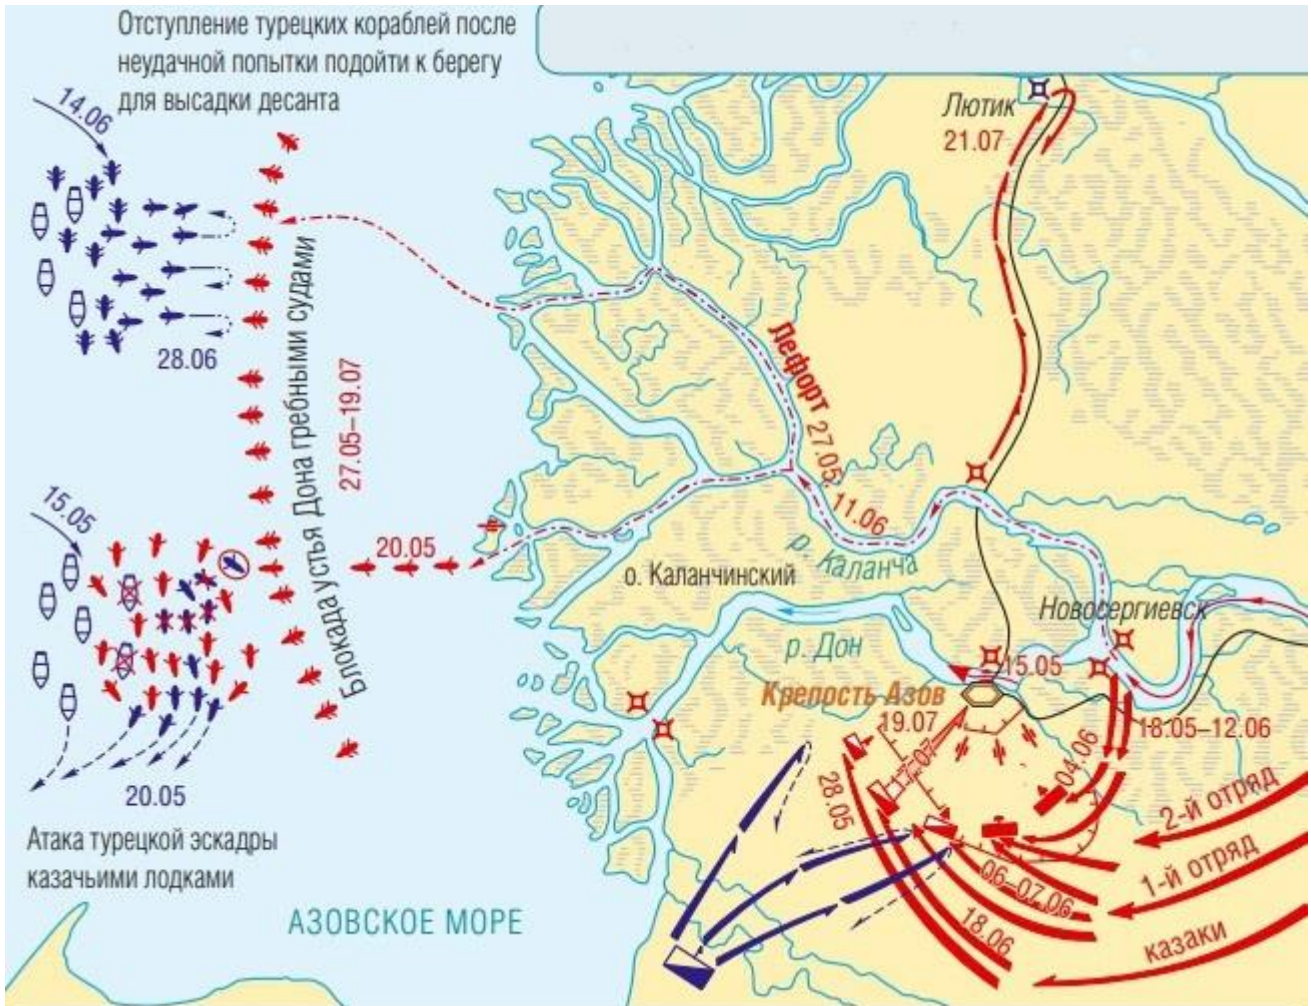 Отступление турецких кораблей после
неудачной попытки подойти к берегу
для высадки десанта
14.06
Лютик
21.07
28.06
Блокада устья Дона гребными судами
27.05–19.07
Лефорт
27.05
11.06
15.05
20.05
р. Каланча
о. Каланчинский
Новосергиевск
р. Дон
15.05
Крепость Азов
19.07
18.05–12.06
17.07
04.06
28.05
2-й отряд
20.05
1-й отряд
Атака турецкой эскадры
казачьими лодками
06–07.06
18.06
казаки
АЗОВСКОЕ МОРЕ